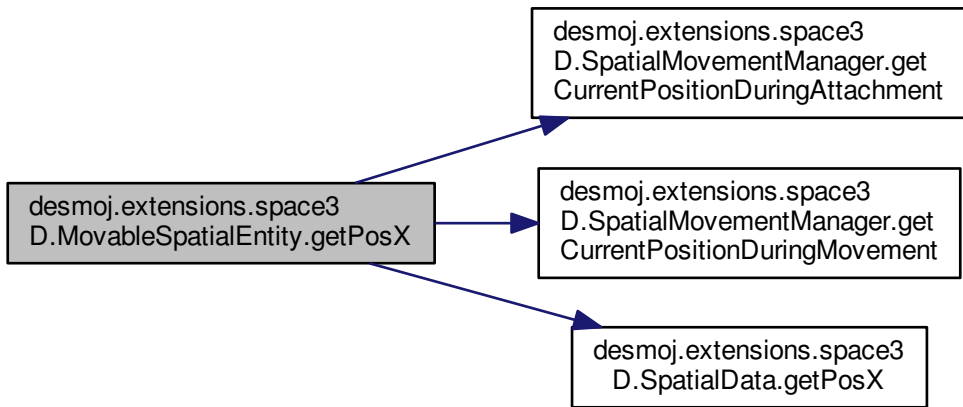 desmoj.extensions.space3
D.MovableSpatialEntity.getPosX
desmoj.extensions.space3
D.SpatialMovementManager.get
CurrentPositionDuringAttachment
desmoj.extensions.space3
D.SpatialMovementManager.get
CurrentPositionDuringMovement
desmoj.extensions.space3
D.SpatialData.getPosX